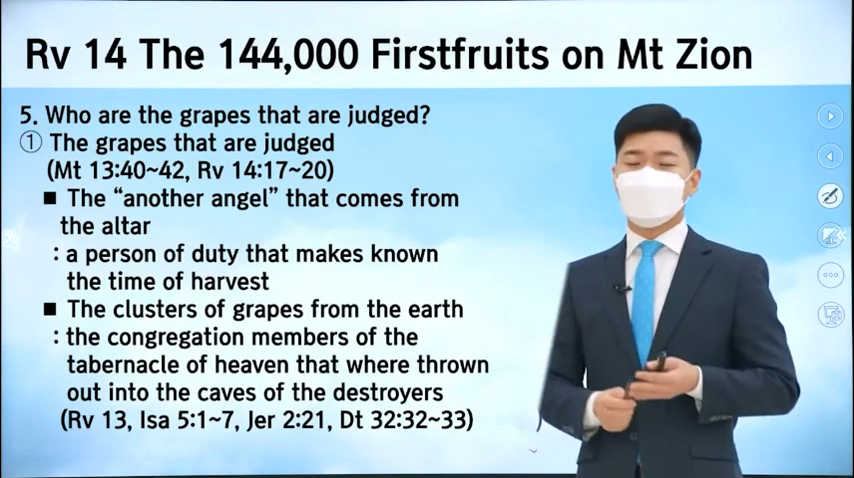 Rv 14 The 144,000 Firstfruits on Mt Zion
5. Who are the grapes that are judged?
① The grapes that are judged
(Mt 13:40~42, Rv 14:17~20)
■ The “another angel” that comes from
the altar
: a person of duty that makes known
the time of harvest
■ The clusters of grapes from the earth
: the congregation members of the
tabernacle of heaven that where thrown
out into the caves of the destroyers
(Rv 13, Isa 5:1~7, Jer 2:21, Dt 32:32~33)